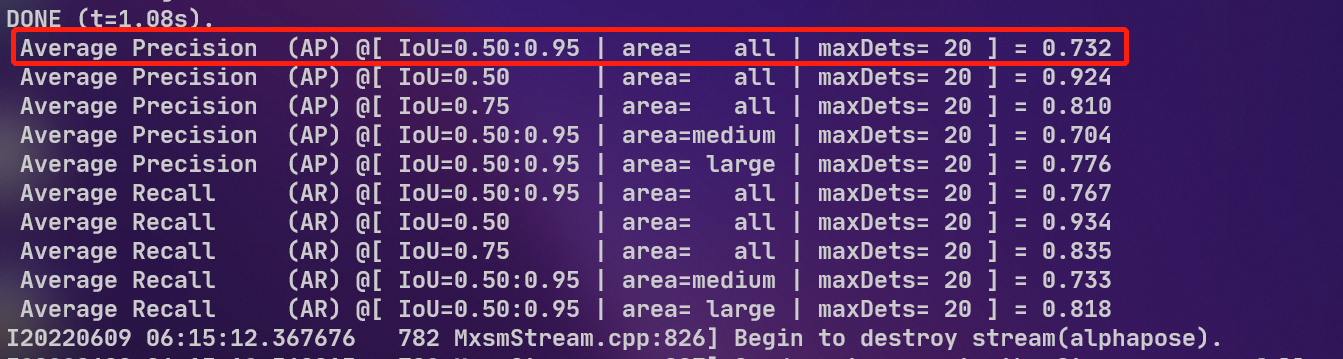 DONE (t=1.08s).
Average Precision  (AP) @[ IoU=0.50:0.95 | area=   all | maxDets= 20 ] = 0.732
Average Precision  (AP) @[ IoU=0.50      | area=   all | maxDets= 20 ] = 0.924
Average Precision  (AP) @[ IoU=0.75      | area=   all | maxDets= 20 ] = 0.810
Average Precision  (AP) @[ IoU=0.50:0.95 | area=medium | maxDets= 20 ] = 0.704
Average Precision  (AP) @[ IoU=0.50:0.95 | area= large | maxDets= 20 ] = 0.776
Average Recall     (AR) @[ IoU=0.50:0.95 | area=   all | maxDets= 20 ] = 0.767
Average Recall     (AR) @[ IoU=0.50      | area=   all | maxDets= 20 ] = 0.934
Average Recall     (AR) @[ IoU=0.75      | area=   all | maxDets= 20 ] = 0.835
Average Recall     (AR) @[ IoU=0.50:0.95 | area=medium | maxDets= 20 ] = 0.733
Average Recall     (AR) @[ IoU=0.50:0.95 | area= large | maxDets= 20 ] = 0.818
I20220609 06:15:12.367676   782 MxsmStream.cpp:826] Begin to destroy stream(alphapose).